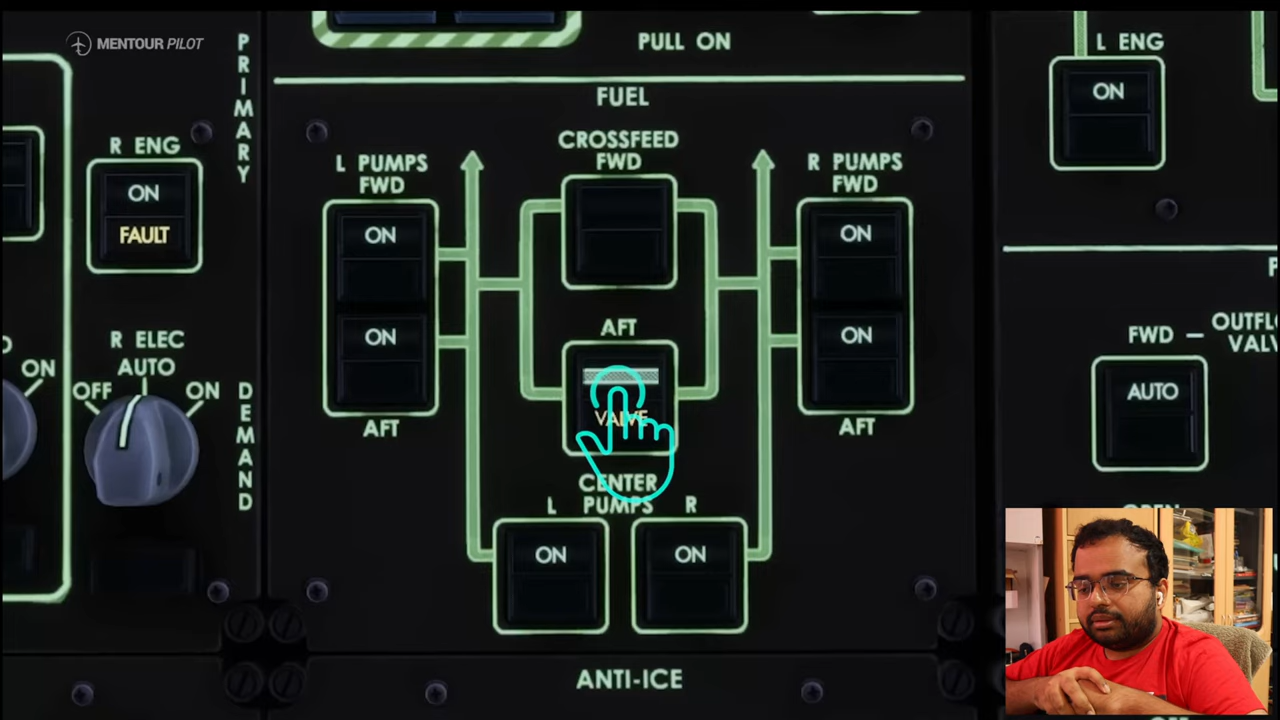 MENTOUR PILOT
PRIMARY
R ENG
ON
FAULT
R ELEC
AUTO
OFF
ON
ON
DEMAND
PULL ON
FUEL
CROSSFEED
FWD
L PUMPS
FWD
ON
ON
AFT
AFT
VALVE
R PUMPS
FWD
ON
ON
AFT
CENTER
L PUMPS R
ON
ON
ANTI-ICE
L ENG
ON
FWD
AUTO